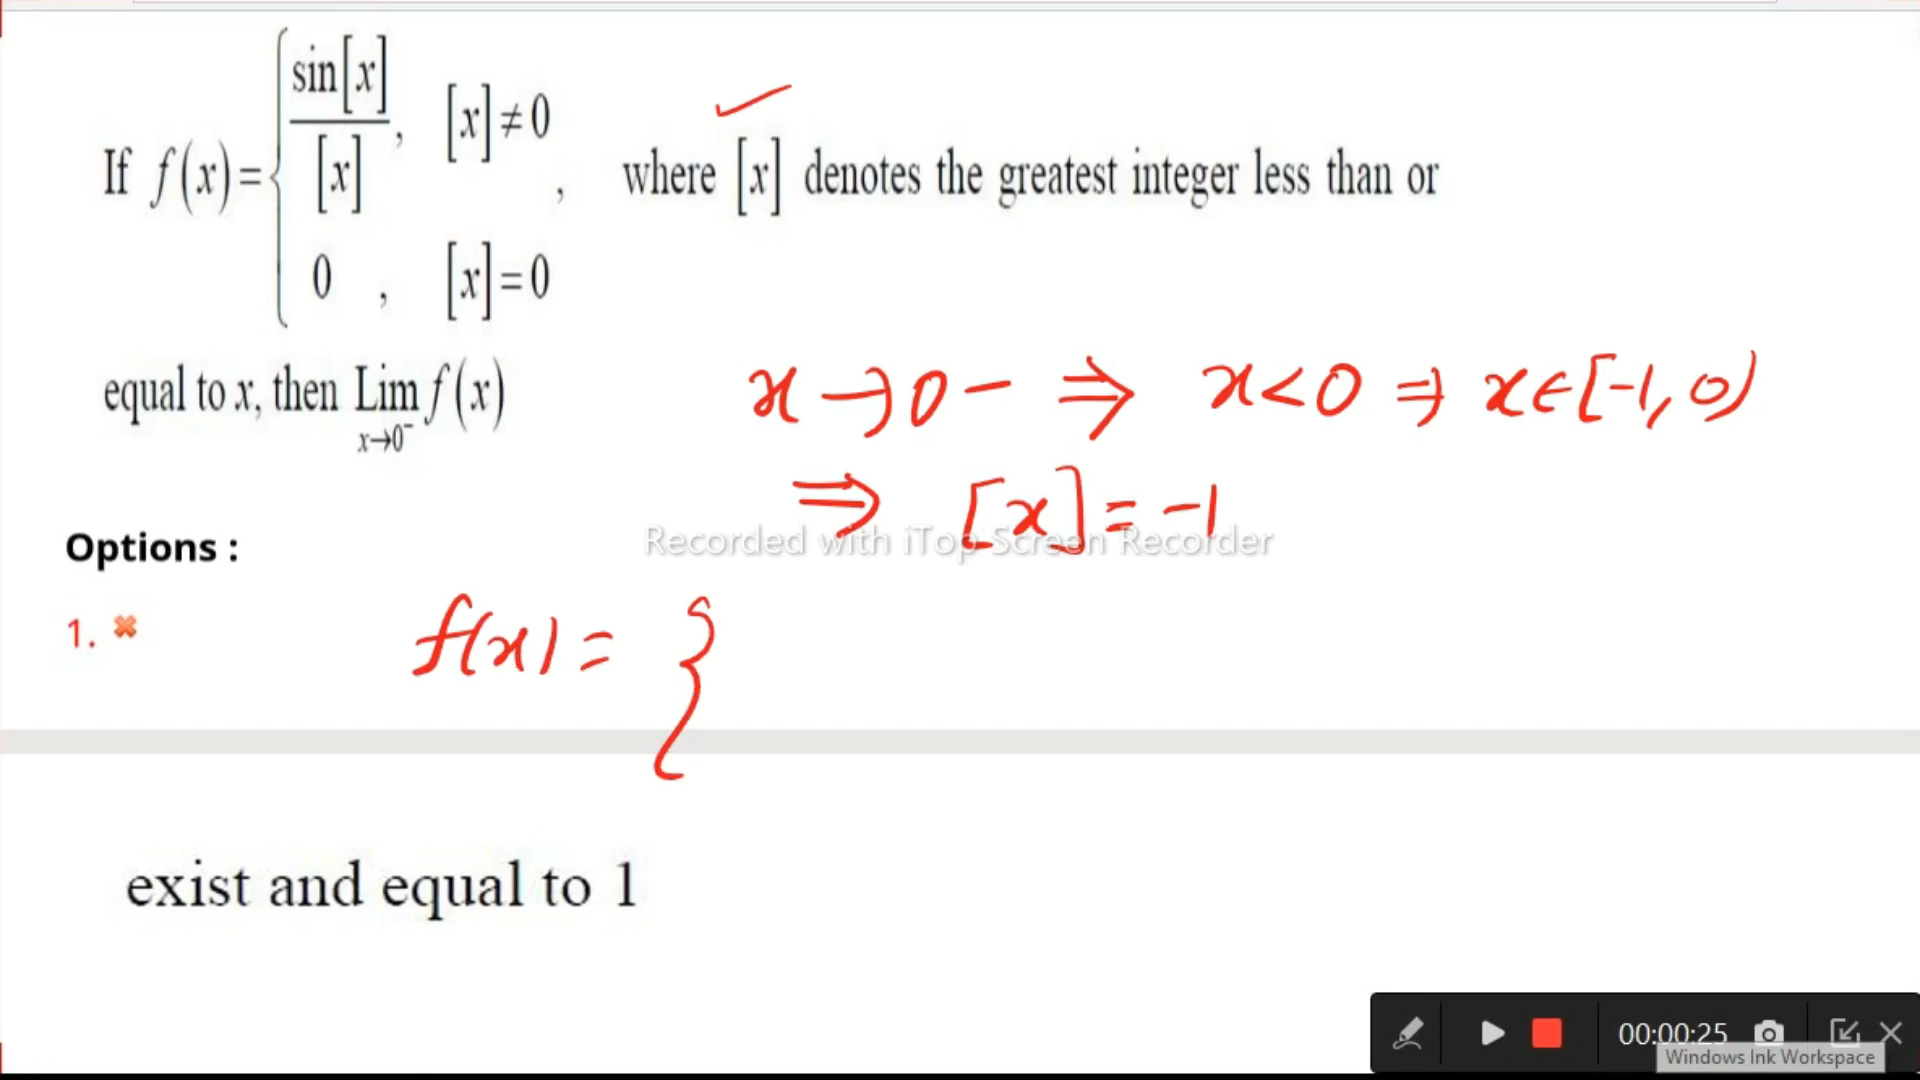 If f(x) = { sin[x] / [x] , [x] ≠ 0 , where [x] denotes the greatest integer less than or
0 , [x] = 0
equal to x, then Lim x→0⁻ f(x)
x → 0 − ⇒ x < 0 ⇒ x ∈ [-1, 0)
⇒ [x] = -1
Recorded with iTop Screen Recorder
Options :
1. ✖
f(x) = {
exist and equal to 1
00:00:25
Windows Ink Workspace